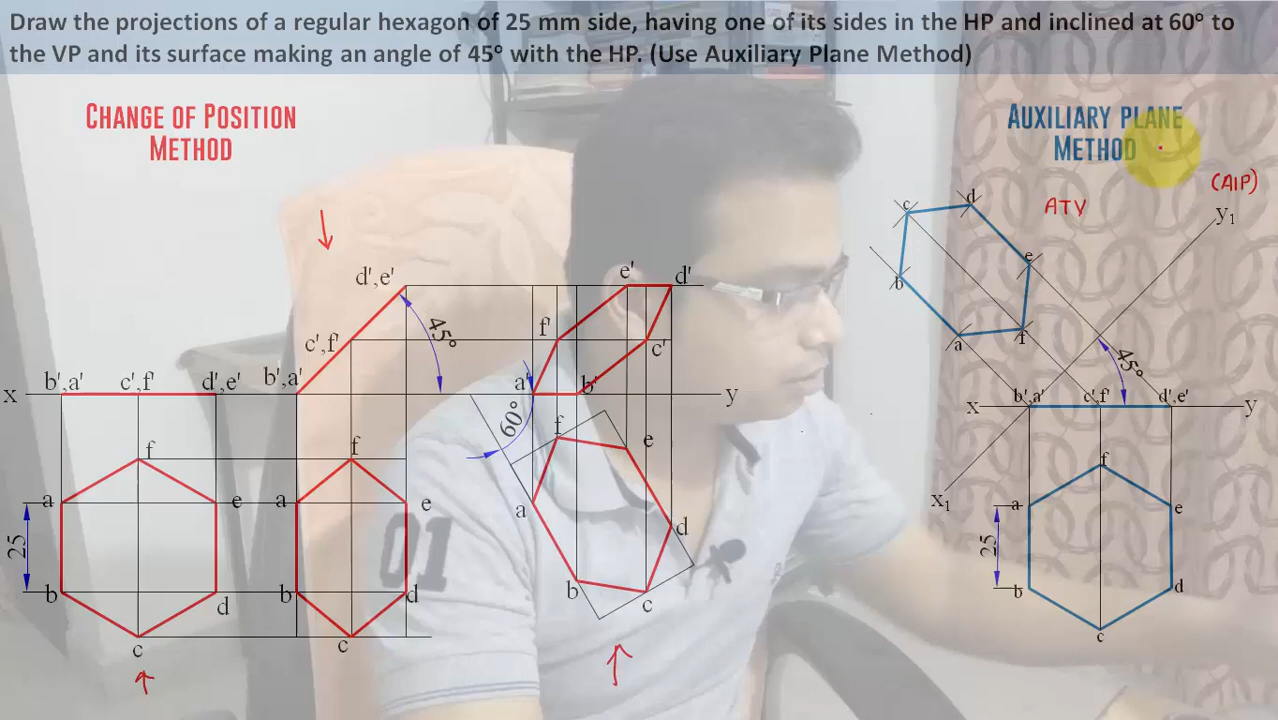 Draw the projections of a regular hexagon of 25 mm side, having one of its sides in the HP and inclined at 60° to
the VP and its surface making an angle of 45° with the HP. (Use Auxiliary Plane Method)
CHANGE OF POSITION
METHOD
AUXILIARY PLANE
METHOD
(AIP)
ATV
y₁
c
d
e
b
a
f
45°
b',a'
c',f'
d',e'
x
y
x₁
f
a
e
25
b
d
c
d',e'
45°
c',f'
b',a'
e'
d'
f'
c'
a'
b'
x
b',a'
c',f'
d',e'
y
60°
f
f
f
e
a
e
a
e
a
d
25
b
d
b
d
b
c
c
c
01